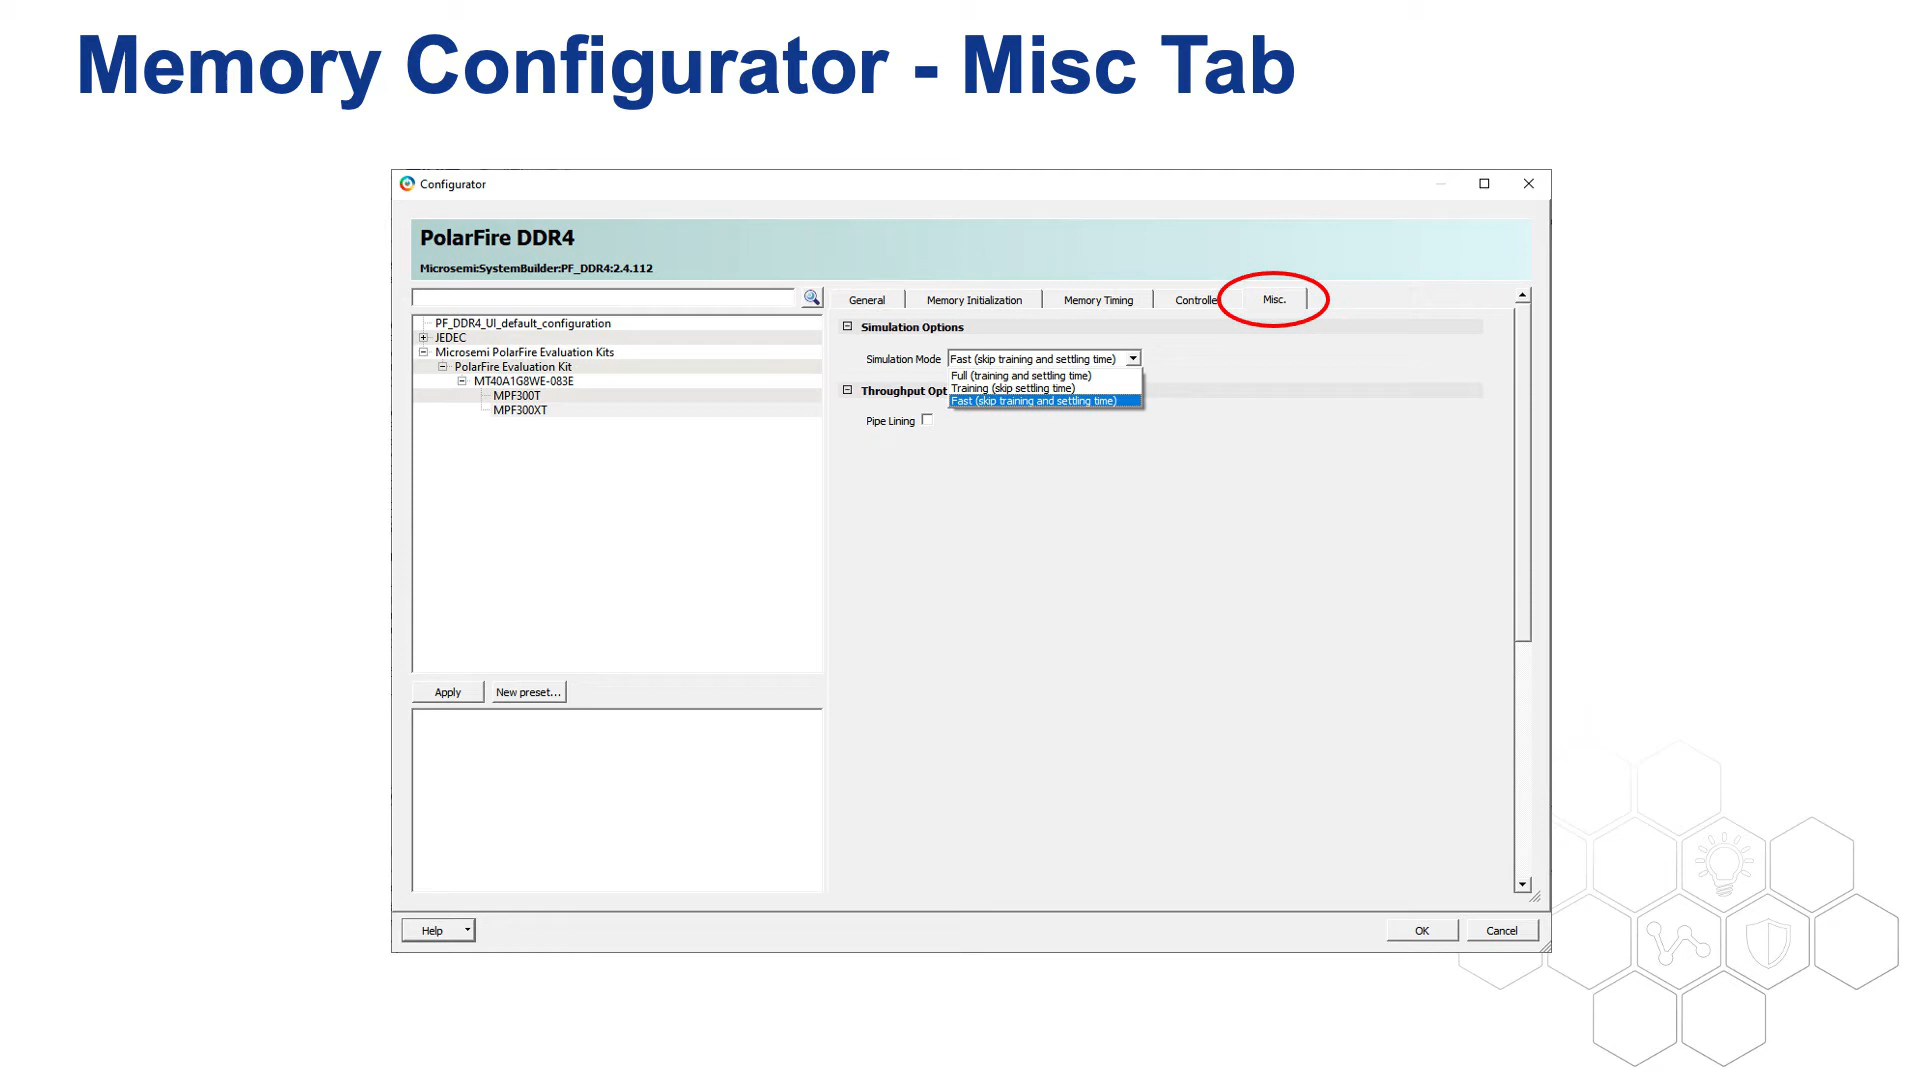 Memory Configurator - Misc Tab
Configurator
PolarFire DDR4
Microsemi:SystemBuilder:PF_DDR4:2.4.112
General
Memory Initialization
Memory Timing
Controlle
Misc.
PF_DDR4_UI_default_configuration
JEDEC
Microsemi PolarFire Evaluation Kits
PolarFire Evaluation Kit
MT40A1G8WE-083E
MPF300T
MPF300XT
Simulation Options
Simulation Mode
Fast (skip training and settling time)
Full (training and settling time)
Training (skip settling time)
Fast (skip training and settling time)
Throughput Opt
Pipe Lining
Apply
New preset...
Help
OK
Cancel